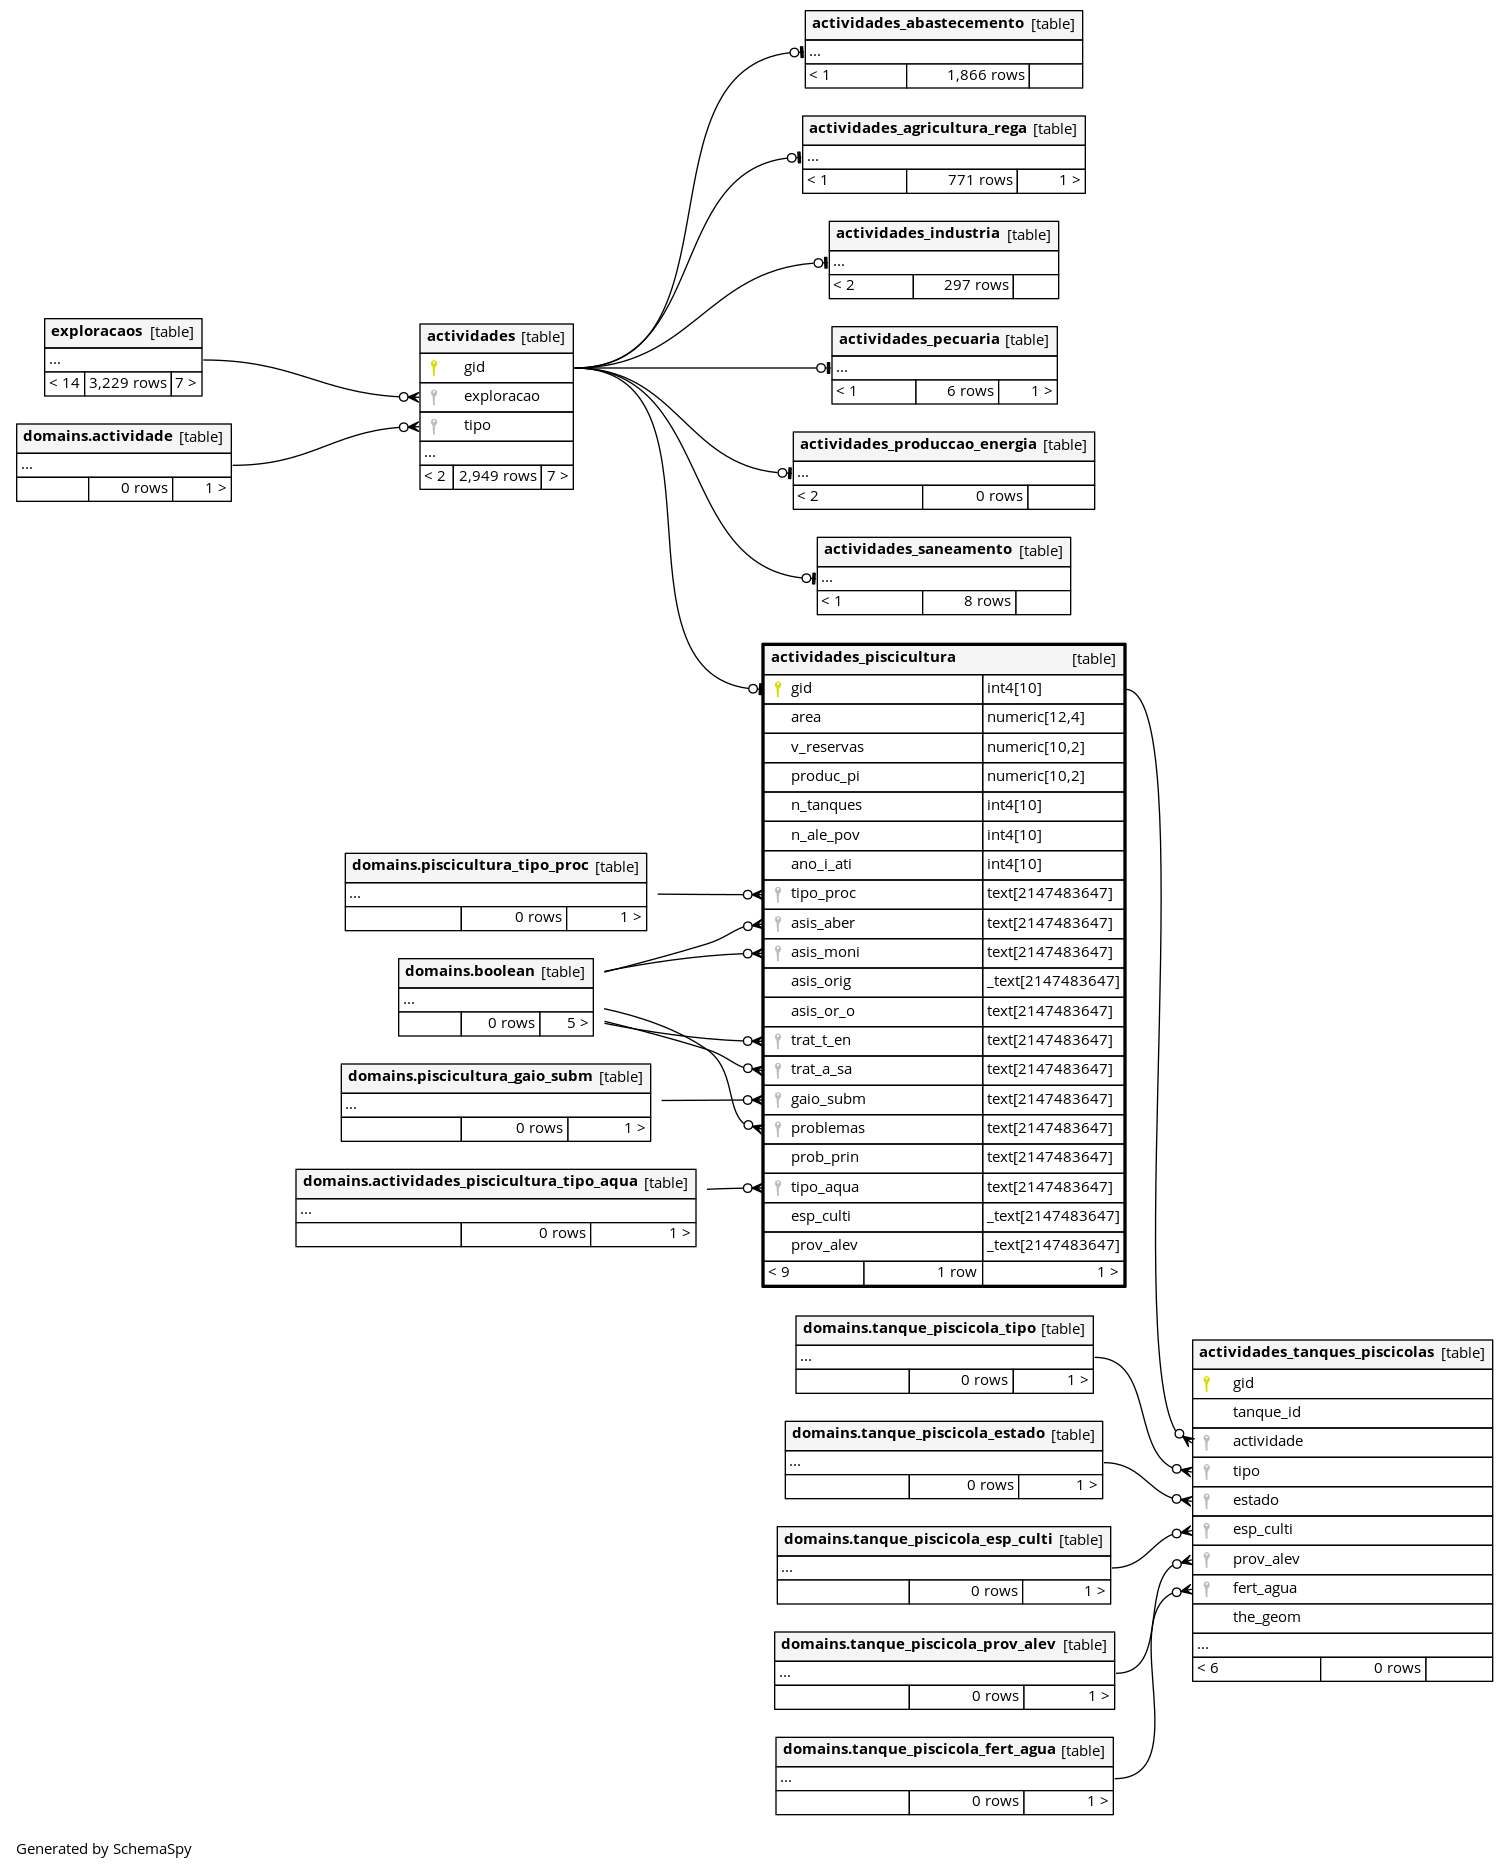 actividades_abastecemento [table]
...
< 1 1,866 rows
actividades_agricultura_rega [table]
...
< 1 771 rows 1 >
actividades_industria [table]
...
< 2 297 rows
exploracaos [table]
...
< 14 3,229 rows 7 >
actividades [table]
gid
exploracao
tipo
...
< 2 2,949 rows 7 >
actividades_pecuaria [table]
...
< 1 6 rows 1 >
domains.actividade [table]
...
0 rows 1 >
actividades_produccao_energia [table]
...
< 2 0 rows
actividades_saneamento [table]
...
< 1 8 rows
actividades_piscicultura [table]
gid int4[10]
area numeric[12,4]
v_reservas numeric[10,2]
produc_pi numeric[10,2]
n_tanques int4[10]
n_ale_pov int4[10]
ano_i_ati int4[10]
tipo_proc text[2147483647]
asis_aber text[2147483647]
asis_moni text[2147483647]
asis_orig _text[2147483647]
asis_or_o text[2147483647]
trat_t_en text[2147483647]
trat_a_sa text[2147483647]
gaio_subm text[2147483647]
problemas text[2147483647]
prob_prin text[2147483647]
tipo_aqua text[2147483647]
esp_culti _text[2147483647]
prov_alev _text[2147483647]
< 9 1 row 1 >
domains.piscicultura_tipo_proc [table]
...
0 rows 1 >
domains.boolean [table]
...
0 rows 5 >
domains.piscicultura_gaio_subm [table]
...
0 rows 1 >
domains.actividades_piscicultura_tipo_aqua [table]
...
0 rows 1 >
domains.tanque_piscicola_tipo [table]
...
0 rows 1 >
domains.tanque_piscicola_estado [table]
...
0 rows 1 >
domains.tanque_piscicola_esp_culti [table]
...
0 rows 1 >
domains.tanque_piscicola_prov_alev [table]
...
0 rows 1 >
domains.tanque_piscicola_fert_agua [table]
...
0 rows 1 >
actividades_tanques_piscicolas [table]
gid
tanque_id
actividade
tipo
estado
esp_culti
prov_alev
fert_agua
the_geom
...
< 6 0 rows
Generated by SchemaSpy